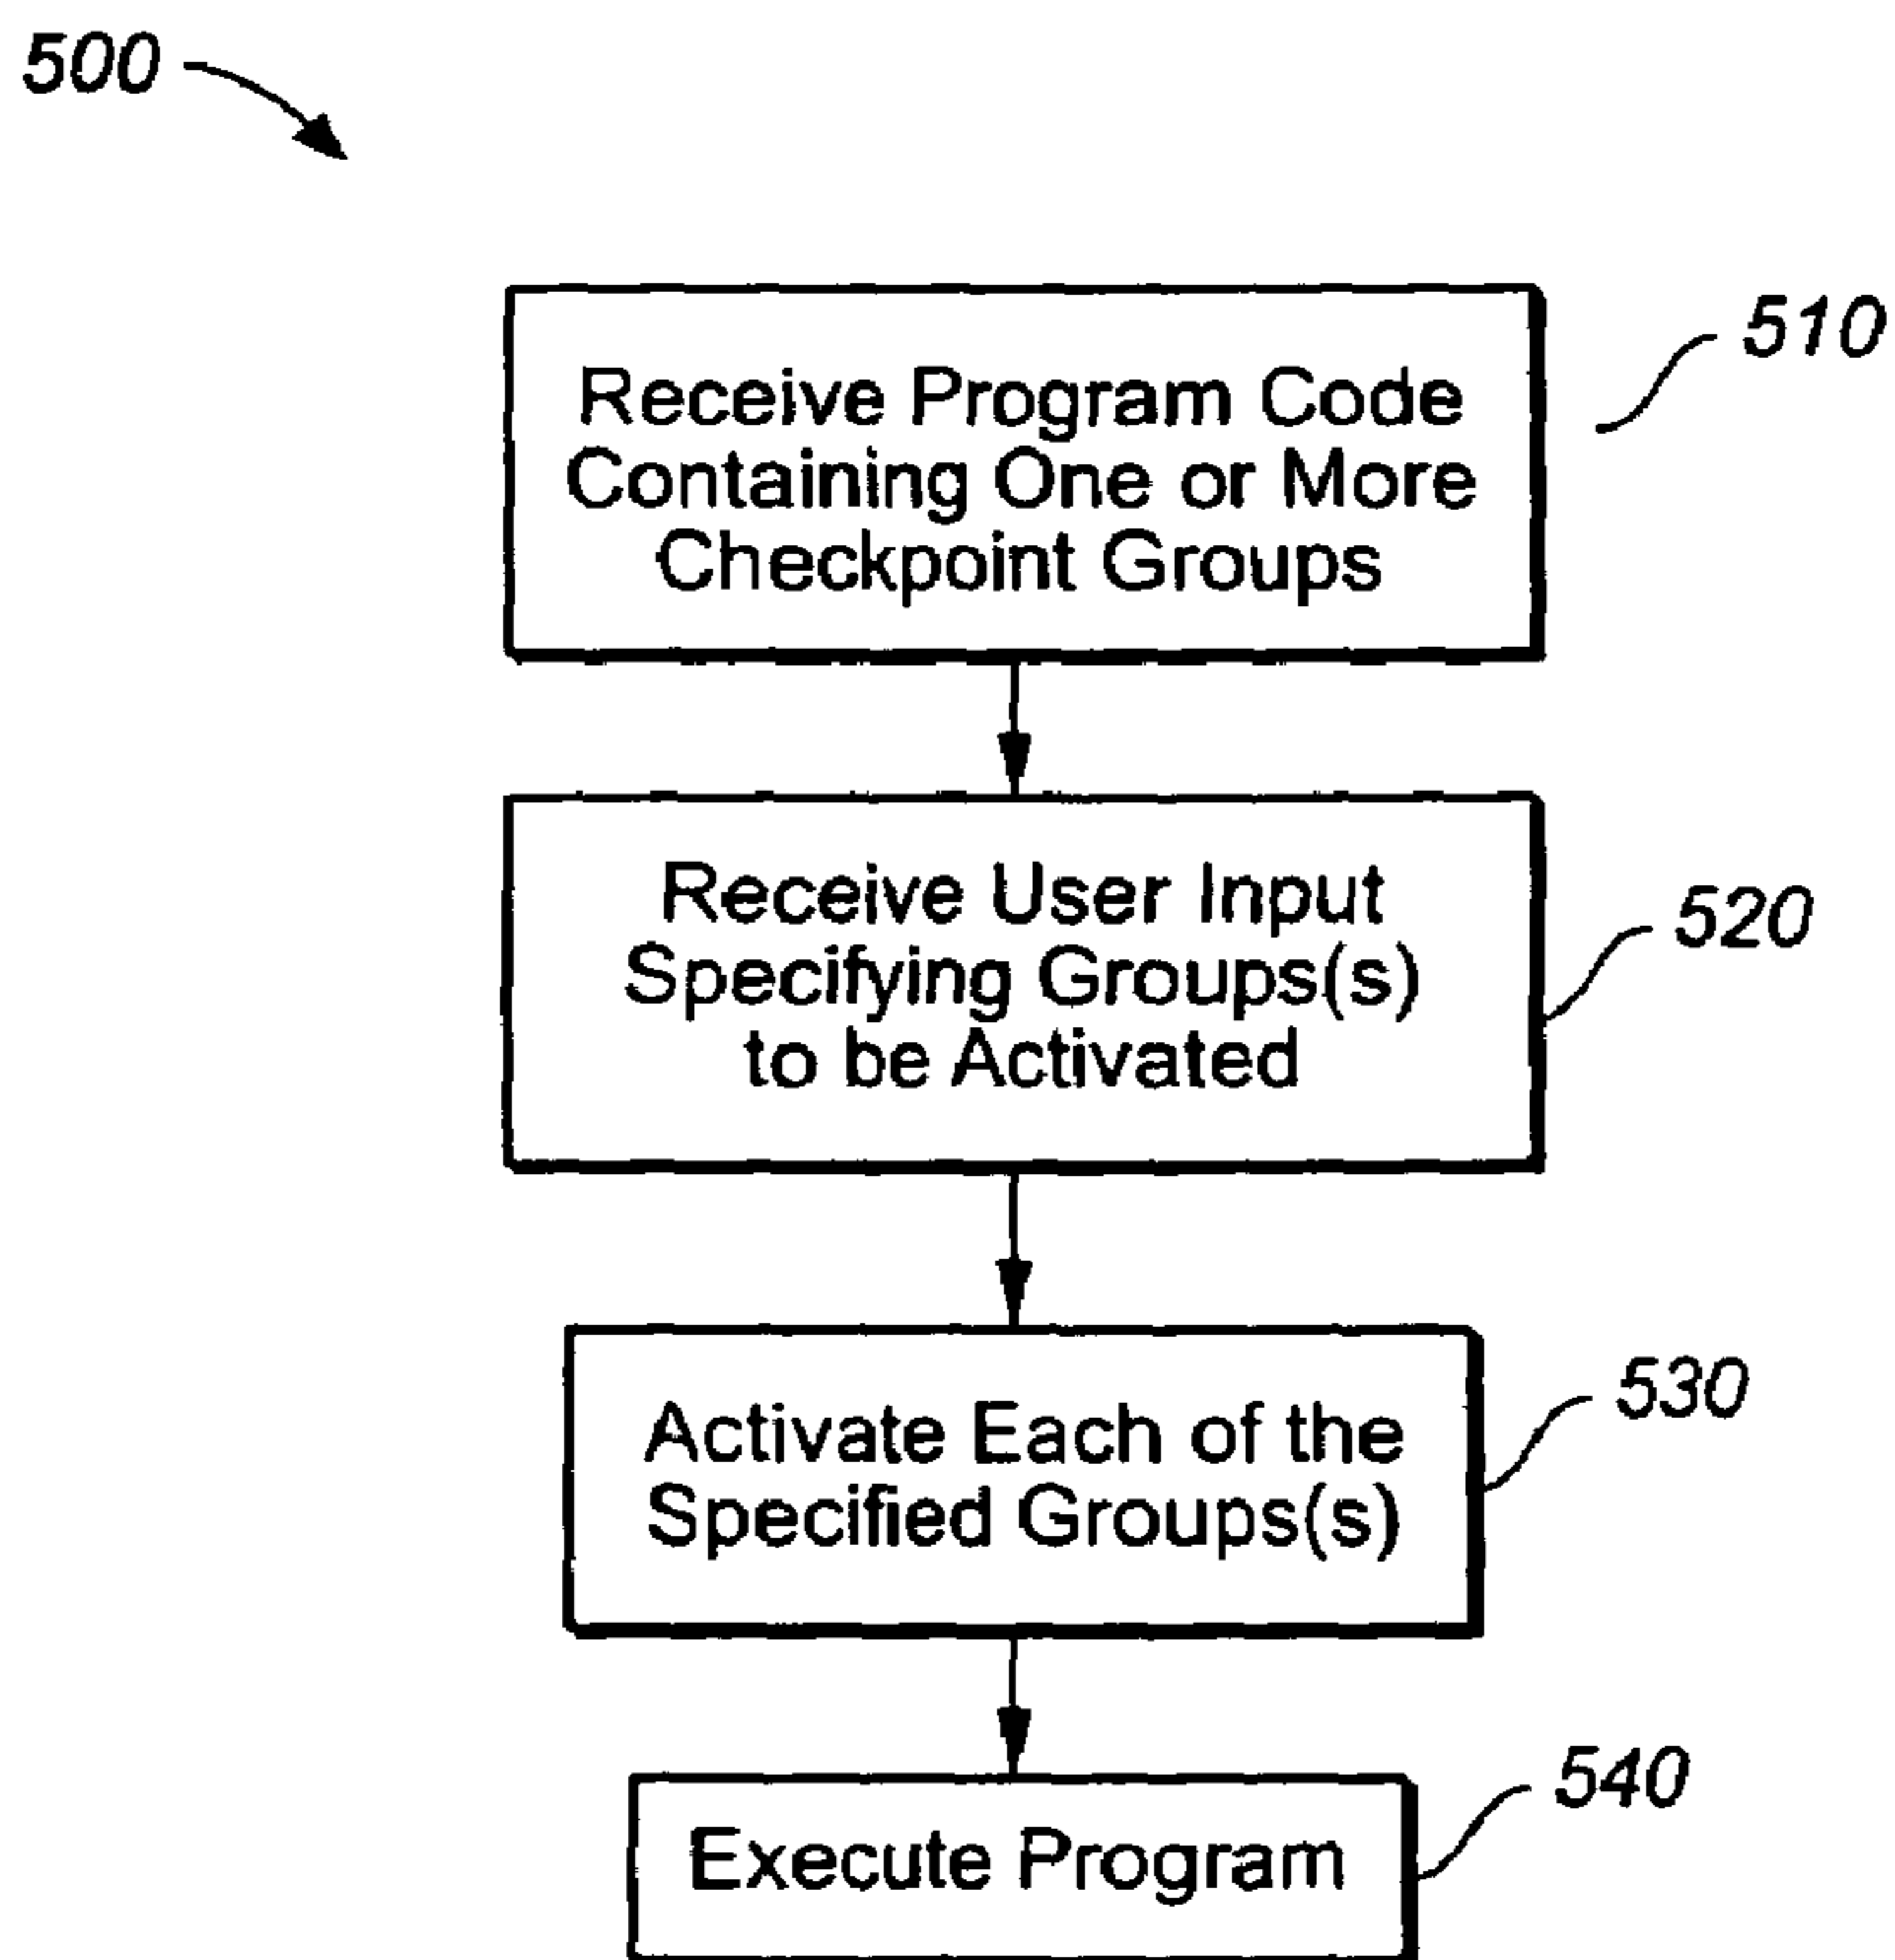 500
510
Receive Program Code
Containing One or More
Checkpoint Groups
520
Receive User Input
Specifying Groups(s)
to be Activated
530
Activate Each of the
Specified Groups(s)
540
Execute Program